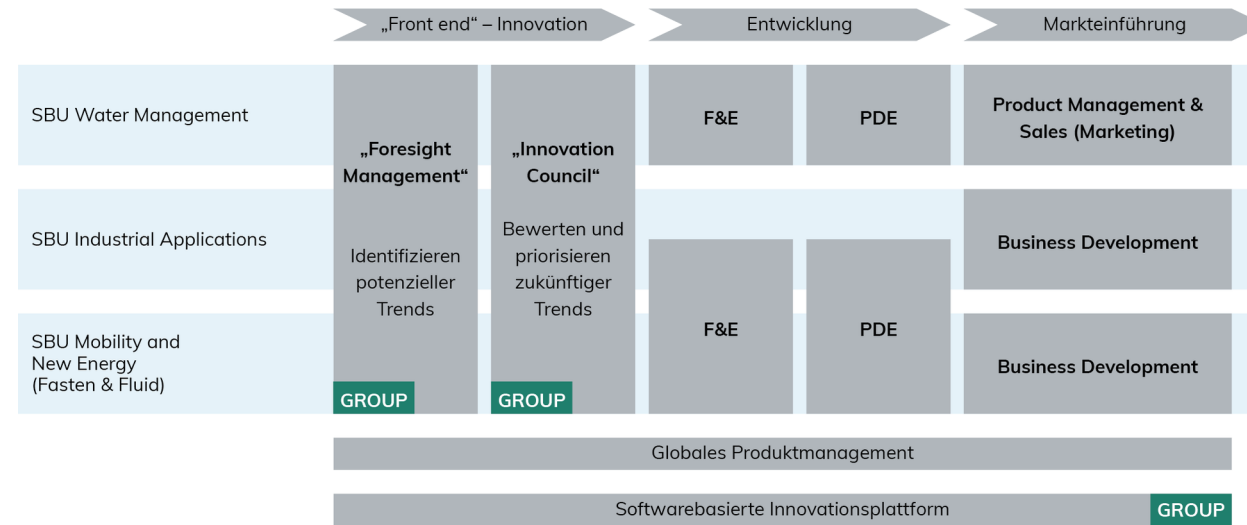 „Front end“ – Innovation
Entwicklung
Markteinführung
SBU Water Management
„Foresight
Management“
Identifizieren
potenzieller
Trends
GROUP
„Innovation
Council“
Bewerten und
priorisieren
zukünftiger
Trends
GROUP
F&E
PDE
Product Management &
Sales (Marketing)
SBU Industrial Applications
Business Development
SBU Mobility and
New Energy
(Fasten & Fluid)
F&E
PDE
Business Development
Globales Produktmanagement
Softwarebasierte Innovationsplattform
GROUP